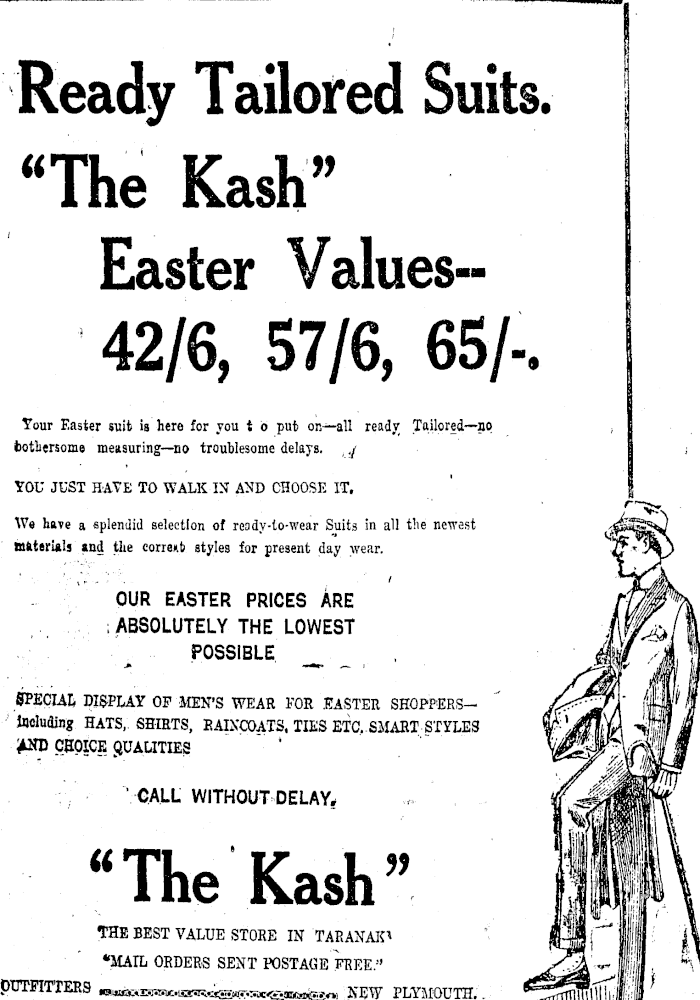 Ready Tailored Suits.
“The Kash”
Easter Values--
42/6, 57/6, 65/-.
Your Easter suit is here for you t o put on—all ready Tailored—no
bothersome measuring—no troublesome delays.
YOU JUST HAVE TO WALK IN AND CHOOSE IT.
We have a splendid selection of ready-to-wear Suits in all the newest
materials and the correct styles for present day wear.
OUR EASTER PRICES ARE
ABSOLUTELY THE LOWEST
POSSIBLE
SPECIAL DISPLAY OF MEN'S WEAR FOR EASTER SHOPPERS—
including HATS, SHIRTS, RAINCOATS, TIES ETC. SMART STYLES
AND CHOICE QUALITIES
CALL WITHOUT DELAY.
“The Kash”
THE BEST VALUE STORE IN TARANAKI
“MAIL ORDERS SENT POSTAGE FREE.”
OUTFITTERS NEW PLYMOUTH.